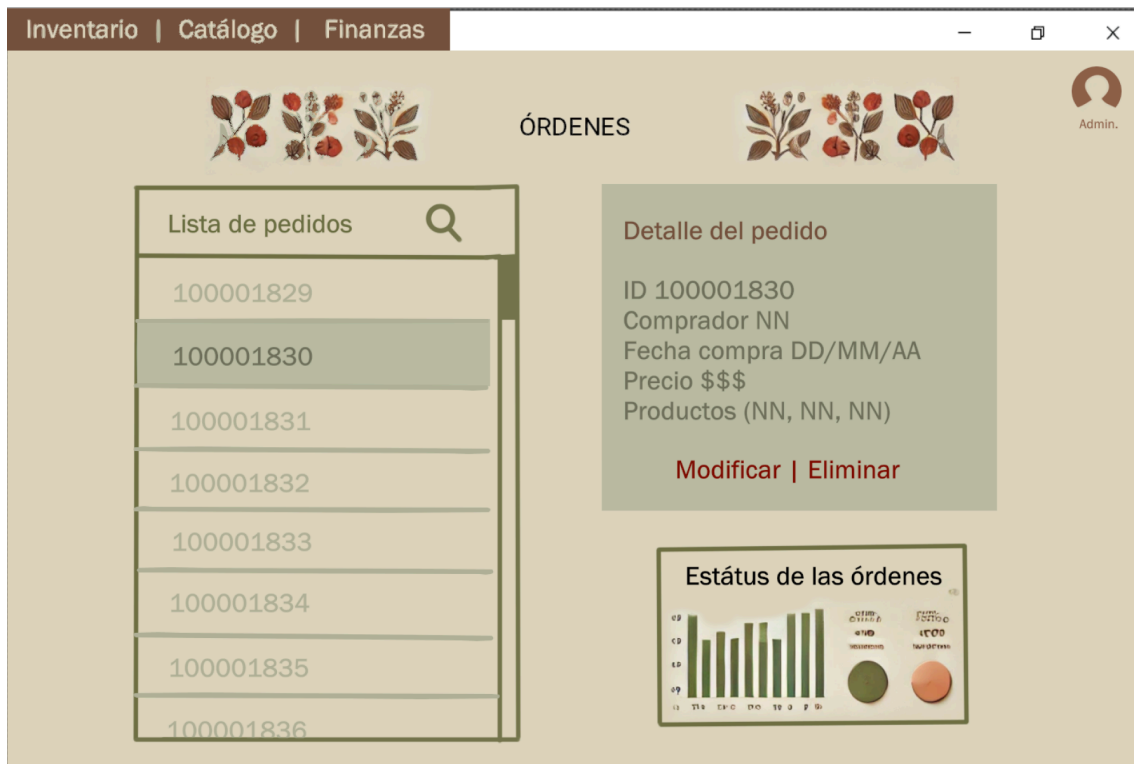 Inventario | Catálogo | Finanzas
Admin.
ÓRDENES
Lista de pedidos
100001829
100001830
100001831
100001832
100001833
100001834
100001835
100001836
Detalle del pedido
ID 100001830
Comprador NN
Fecha compra DD/MM/AA
Precio $$$
Productos (NN, NN, NN)
Modificar | Eliminar
Estátus de las órdenes